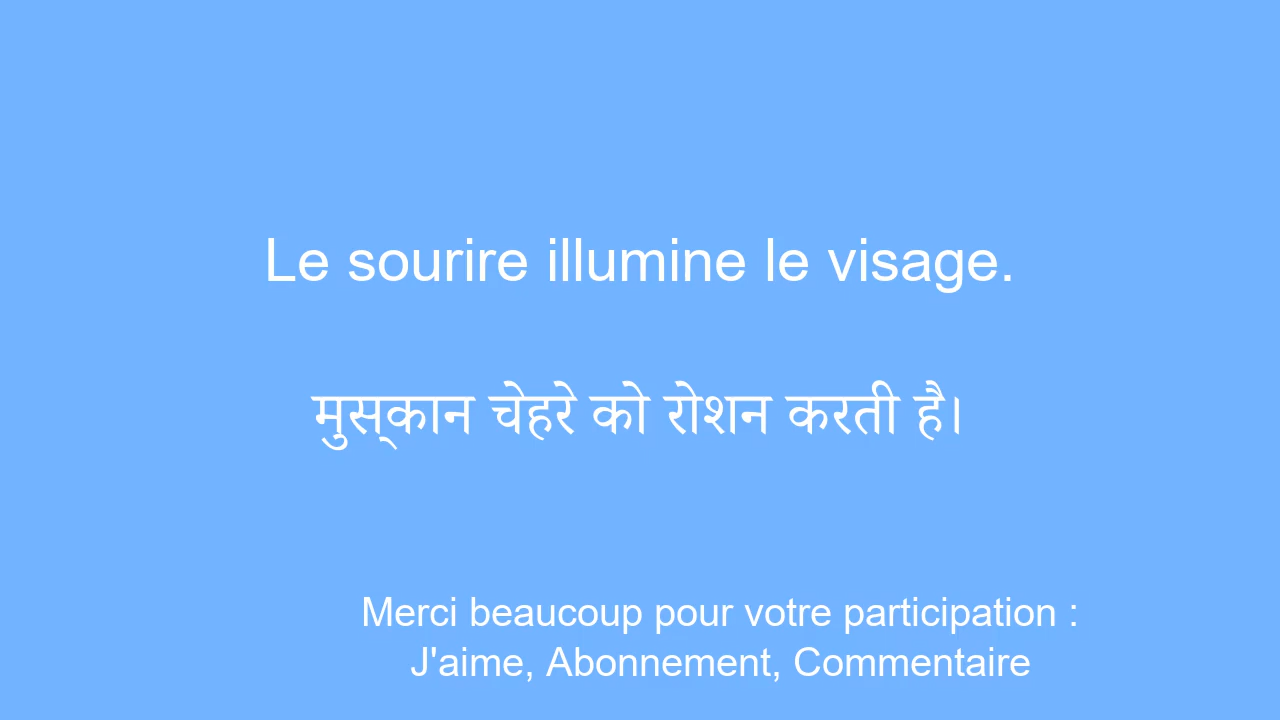 Le sourire illumine le visage.
मुस्कान चेहरे को रोशन करती है।
Merci beaucoup pour votre participation :
J'aime, Abonnement, Commentaire